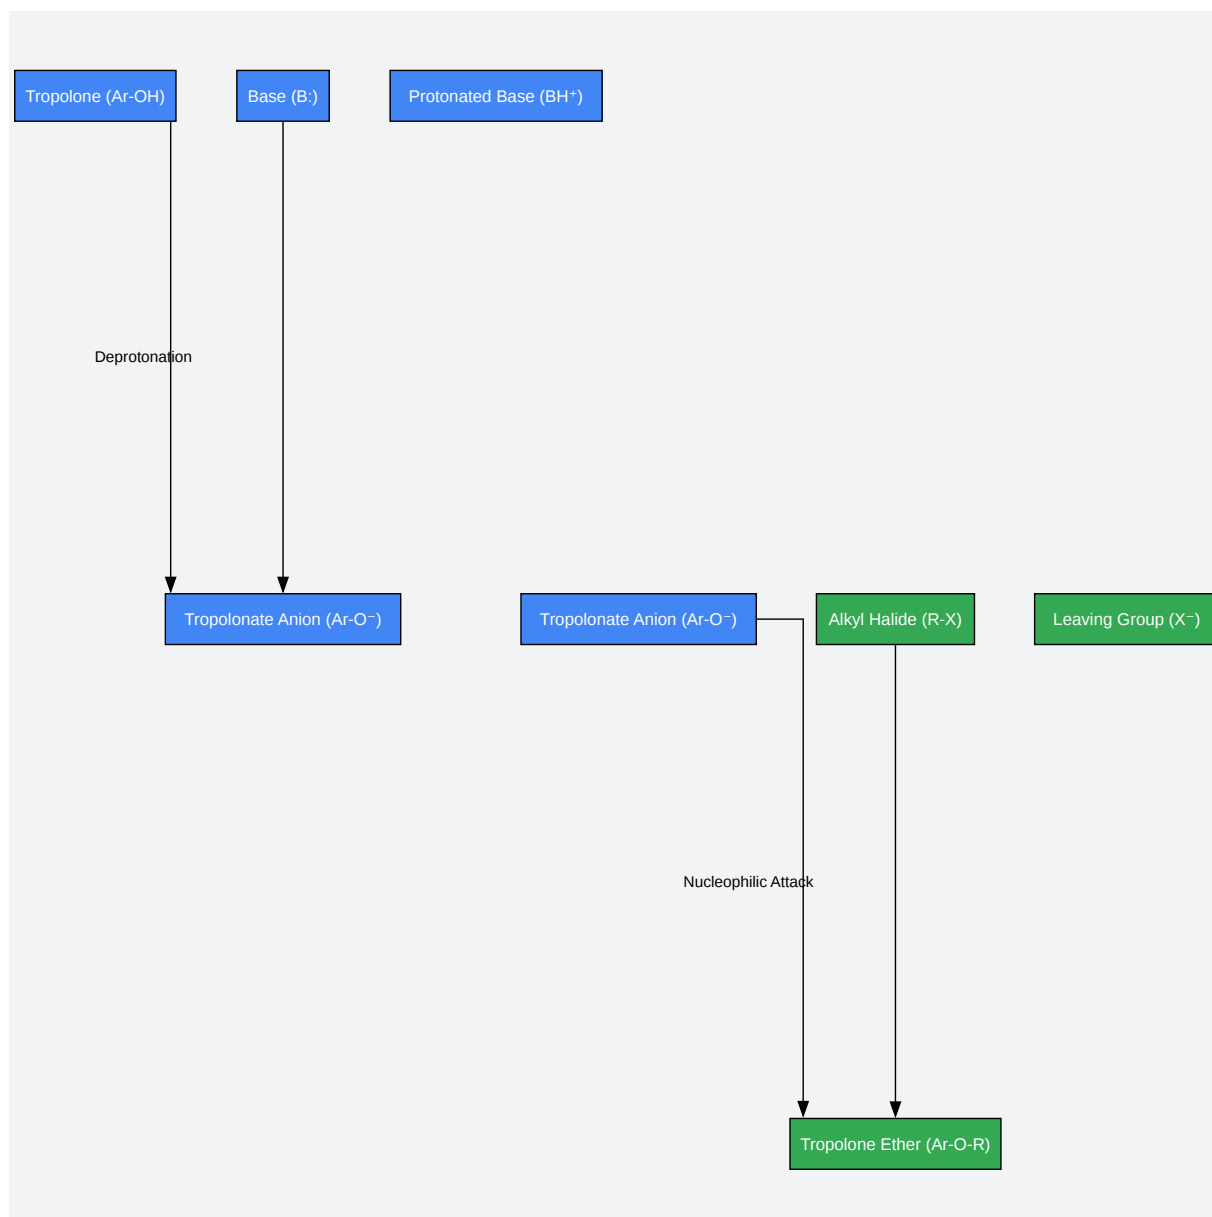 Tropolone (Ar-OH)
Base (B:)
Protonated Base (BH⁺)
Deprotonation
Tropolonate Anion (Ar-O⁻)
Tropolonate Anion (Ar-O⁻)
Alkyl Halide (R-X)
Leaving Group (X⁻)
Nucleophilic Attack
Tropolone Ether (Ar-O-R)